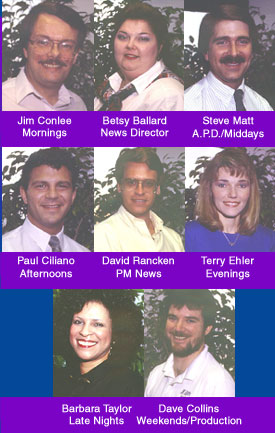 Jim Conlee
Mornings
Betsy Ballard
News Director
Steve Matt
A.P.D./Middays
Paul Ciliano
Afternoons
David Rancken
PM News
Terry Ehler
Evenings
Barbara Taylor
Late Nights
Dave Collins
Weekends/Production